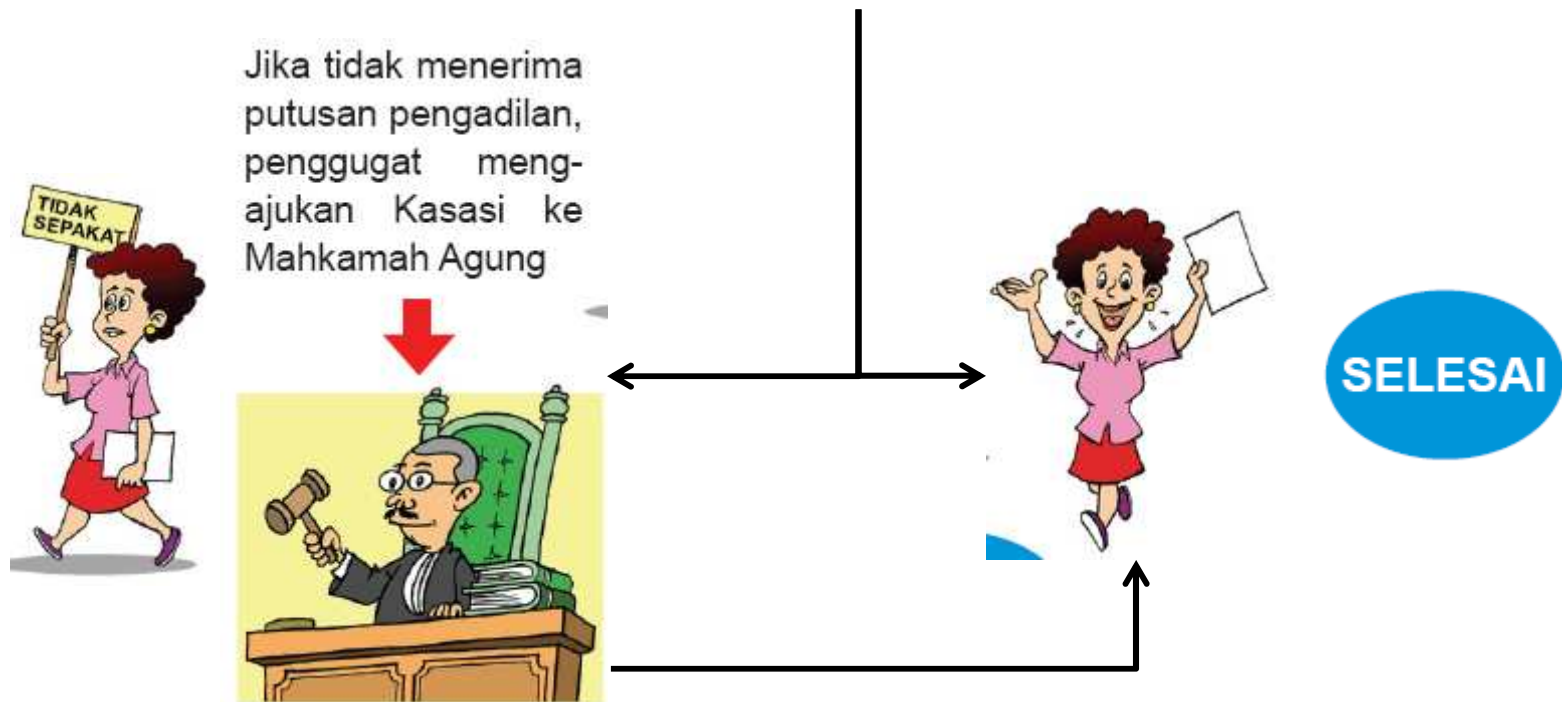 Jika tidak menerima
putusan pengadilan,
penggugat meng-
ajukan Kasasi ke
Mahkamah Agung
TIDAK
SEPAKAT
SELESAI